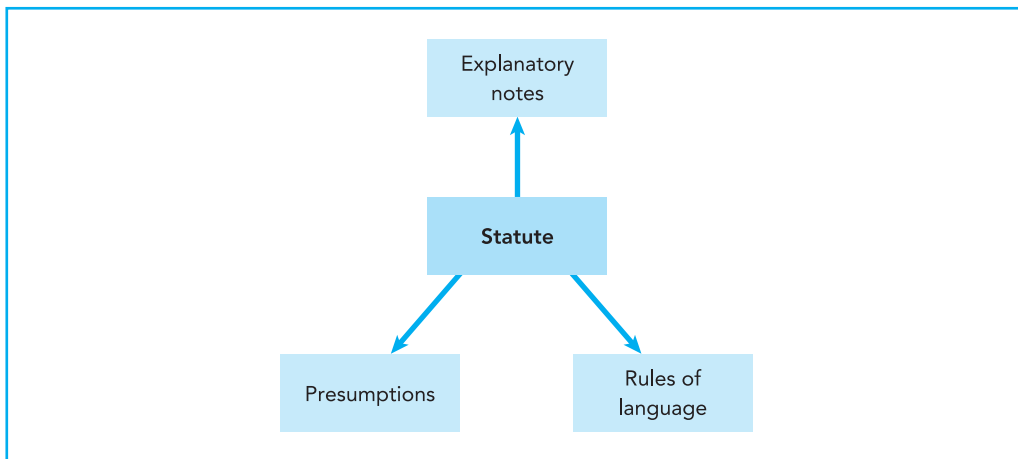 Explanatory
notes
Statute
Presumptions
Rules of
language